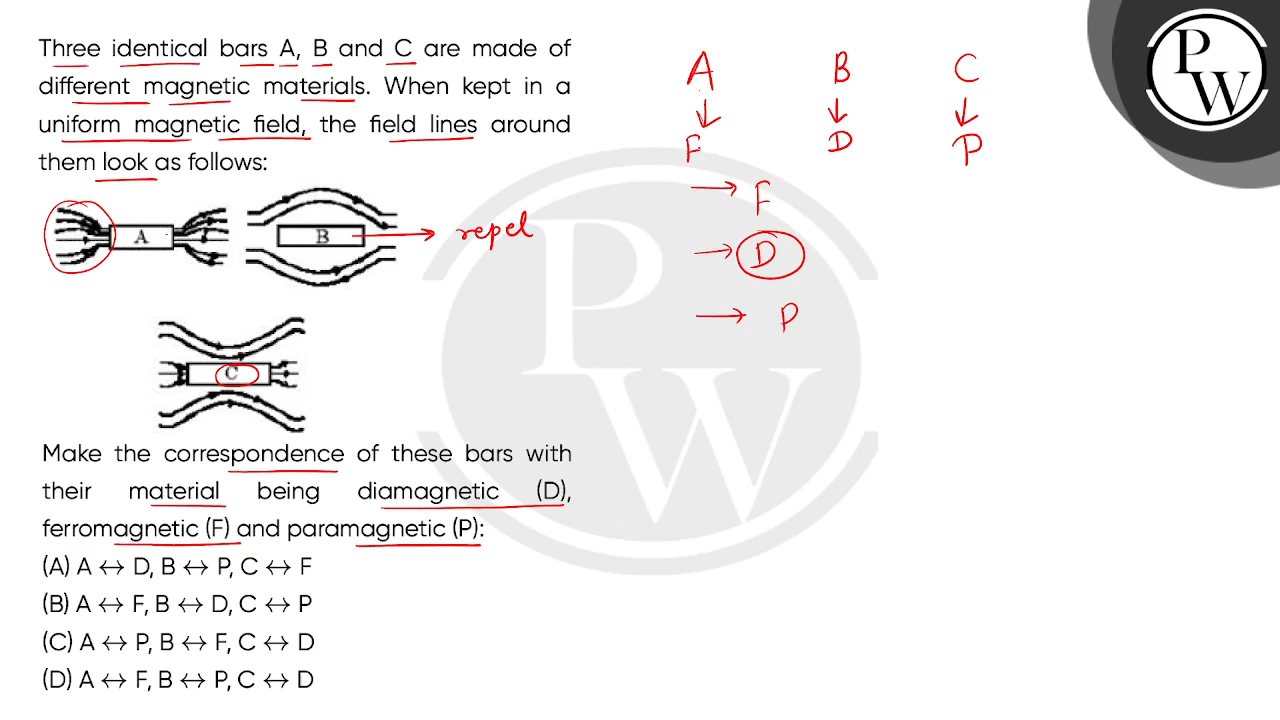 Three identical bars A, B and C are made of
different magnetic materials. When kept in a
uniform magnetic field, the field lines around
them look as follows:
A
B
repel
C
Make the correspondence of these bars with
their material being diamagnetic (D),
ferromagnetic (F) and paramagnetic (P):
(A) A ↔ D, B ↔ P, C ↔ F
(B) A ↔ F, B ↔ D, C ↔ P
(C) A ↔ P, B ↔ F, C ↔ D
(D) A ↔ F, B ↔ P, C ↔ D
A B C
↓ ↓ ↓
F D P
→ F
→ D
→ P
P
W
P
W